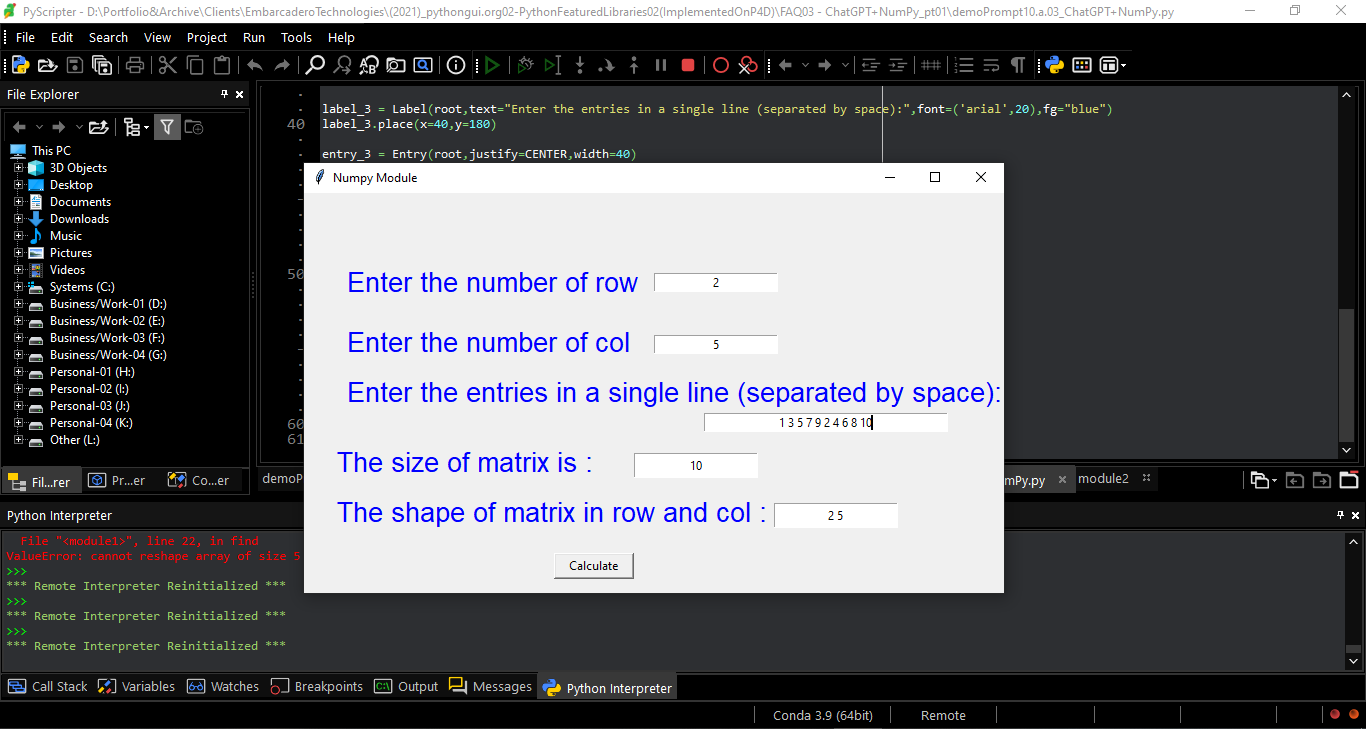 PyScripter - D:\Portfolio&Archive\Clients\EmbarcaderoTechnologies\(2021)_pythongui.org02-PythonFeaturedLibraries02(ImplementedOnP4D)\FAQ03 - ChatGPT+NumPy_pt01\demoPrompt10.a.03_ChatGPT+NumPy.py
File Edit Search View Project Run Tools Help
File Explorer
This PC
3D Objects
Desktop
Documents
Downloads
Music
Pictures
Videos
Systems (C:)
Business/Work-01 (D:)
Business/Work-02 (E:)
Business/Work-03 (F:)
Business/Work-04 (G:)
Personal-01 (H:)
Personal-02 (I:)
Personal-03 (J:)
Personal-04 (K:)
Other (L:)
Fil...rer Pr...er Co...er
label_3 = Label(root,text="Enter the entries in a single line (separated by space):",font=('arial',20),fg="blue")
40 label_3.place(x=40,y=180)
entry_3 = Entry(root,justify=CENTER,width=40)
50
60
61
Numpy Module
Enter the number of row 2
Enter the number of col 5
Enter the entries in a single line (separated by space):
1 3 5 7 9 2 4 6 8 10
The size of matrix is : 10
The shape of matrix in row and col : 2 5
Calculate
demoP mPy.py module2
Python Interpreter
File "<module1>", line 22, in find
ValueError: cannot reshape array of size 5
>>>
*** Remote Interpreter Reinitialized ***
>>>
*** Remote Interpreter Reinitialized ***
>>>
*** Remote Interpreter Reinitialized ***
Call Stack Variables Watches Breakpoints Output Messages Python Interpreter
Conda 3.9 (64bit) Remote